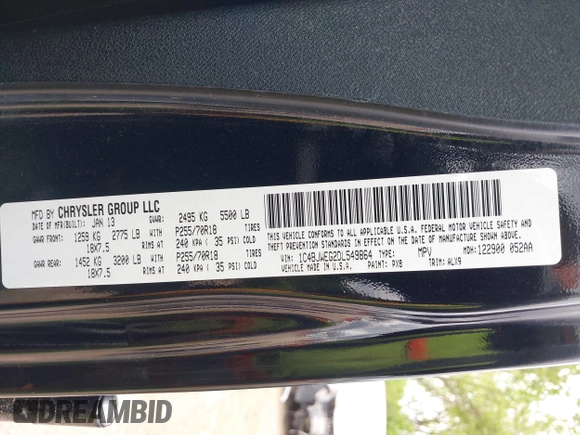 MFD BY CHRYSLER GROUP LLC
DATE OF MFR(BUILT): JAN 13 GVWR: 2495 KG 5500 LB
GAWR FRONT: 1259 KG 2775 LB WITH P255/70R18 TIRES
18X7.5 RIMS AT 240 KPA ( 35 PSI) COLD
GAWR REAR: 1452 KG 3200 LB WITH P255/70R18 TIRES
18X7.5 RIMS AT 240 KPA ( 35 PSI) COLD
THIS VEHICLE CONFORMS TO ALL APPLICABLE U.S.A. FEDERAL MOTOR VEHICLE SAFETY AND
THEFT PREVENTION STANDARDS IN EFFECT ON THE DATE OF MANUFACTURE SHOWN ABOVE.
VIN: 1C4BJWEG2DL549864 TYPE: MPV MDH: 122900 052AA
VEHICLE MADE IN U.S.A. PAINT: PX8 TRIM: ALX9
DREAMBID